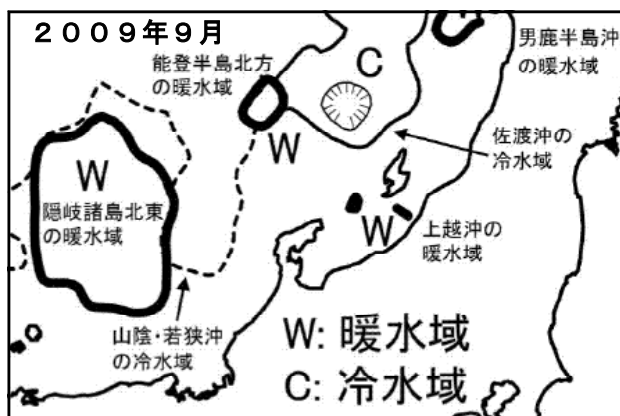 2009年9月
能登半島北方
の暖水域
C
男鹿半島沖
の暖水域
佐渡沖の
冷水域
W
W
隠岐諸島北東
の暖水域
W
上越沖の
暖水域
山陰・若狭沖
の冷水域
W: 暖水域
C: 冷水域